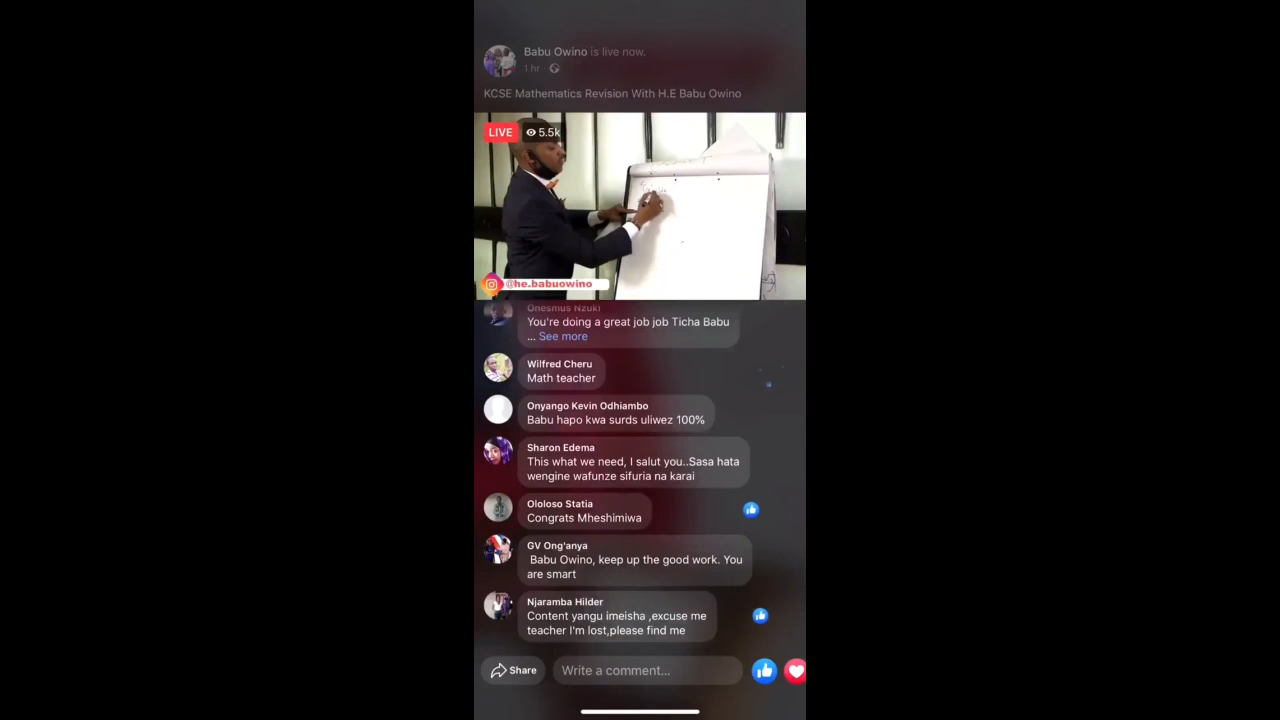 Babu Owino is live now.
1 hr
KCSE Mathematics Revision With H.E Babu Owino
LIVE 5.5k
@he.babuowino
Onesmus Nzuki
You're doing a great job job Ticha Babu
... See more
Wilfred Cheru
Math teacher
Onyango Kevin Odhiambo
Babu hapo kwa surds uliwez 100%
Sharon Edema
This what we need, I salut you..Sasa hata
wengine wafunze sifuria na karai
Ololoso Statia
Congrats Mheshimiwa
GV Ong'anya
Babu Owino, keep up the good work. You
are smart
Njaramba Hilder
Content yangu imeisha ,excuse me
teacher I'm lost,please find me
Share
Write a comment...